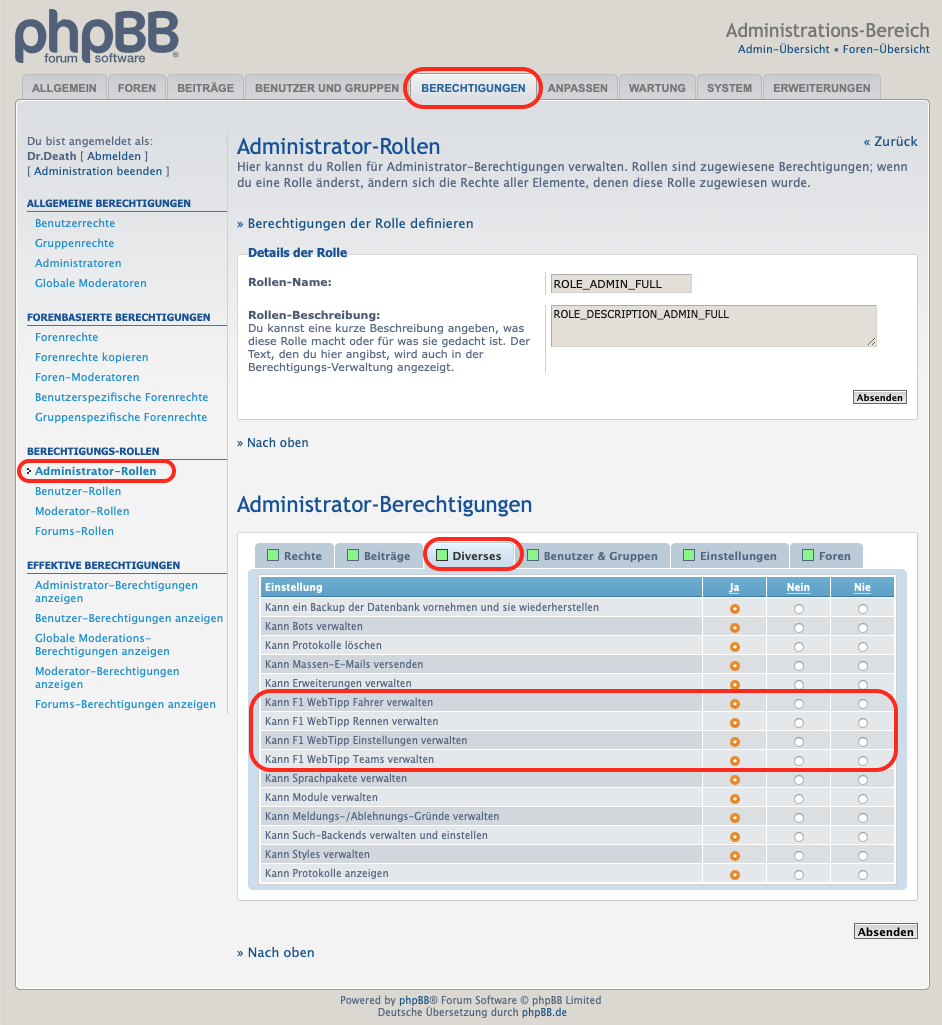 phpBB®
forum software
Administrations-Bereich
Admin-Übersicht • Foren-Übersicht
ALLGEMEIN FOREN BEITRÄGE BENUTZER UND GRUPPEN BERECHTIGUNGEN ANPASSEN WARTUNG SYSTEM ERWEITERUNGEN
Du bist angemeldet als:
Dr.Death [ Abmelden ]
[ Administration beenden ]
ALLGEMEINE BERECHTIGUNGEN
Benutzerrechte
Gruppenrechte
Administratoren
Globale Moderatoren
FORENBASIERTE BERECHTIGUNGEN
Forenrechte
Forenrechte kopieren
Foren-Moderatoren
Benutzerspezifische Forenrechte
Gruppenspezifische Forenrechte
BERECHTIGUNGS-ROLLEN
Administrator-Rollen
Benutzer-Rollen
Moderator-Rollen
Forums-Rollen
EFFEKTIVE BERECHTIGUNGEN
Administrator-Berechtigungen
anzeigen
Benutzer-Berechtigungen anzeigen
Globale Moderations-
Berechtigungen anzeigen
Moderator-Berechtigungen
anzeigen
Forums-Berechtigungen anzeigen
« Zurück
Administrator-Rollen
Hier kannst du Rollen für Administrator-Berechtigungen verwalten. Rollen sind zugewiesene Berechtigungen; wenn
du eine Rolle änderst, ändern sich die Rechte aller Elemente, denen diese Rolle zugewiesen wurde.
» Berechtigungen der Rolle definieren
Details der Rolle
Rollen-Name:
ROLE_ADMIN_FULL
Rollen-Beschreibung:
Du kannst eine kurze Beschreibung angeben, was
diese Rolle macht oder für was sie gedacht ist. Der
Text, den du hier angibst, wird auch in der
Berechtigungs-Verwaltung angezeigt.
ROLE_DESCRIPTION_ADMIN_FULL
Absenden
» Nach oben
Administrator-Berechtigungen
Rechte Beiträge Diverses Benutzer & Gruppen Einstellungen Foren
Einstellung Ja Nein Nie
Kann ein Backup der Datenbank vornehmen und sie wiederherstellen
Kann Bots verwalten
Kann Protokolle löschen
Kann Massen-E-Mails versenden
Kann Erweiterungen verwalten
Kann F1 WebTipp Fahrer verwalten
Kann F1 WebTipp Rennen verwalten
Kann F1 WebTipp Einstellungen verwalten
Kann F1 WebTipp Teams verwalten
Kann Sprachpakete verwalten
Kann Module verwalten
Kann Meldungs-/Ablehnungs-Gründe verwalten
Kann Such-Backends verwalten und einstellen
Kann Styles verwalten
Kann Protokolle anzeigen
Absenden
» Nach oben
Powered by phpBB® Forum Software © phpBB Limited
Deutsche Übersetzung durch phpBB.de